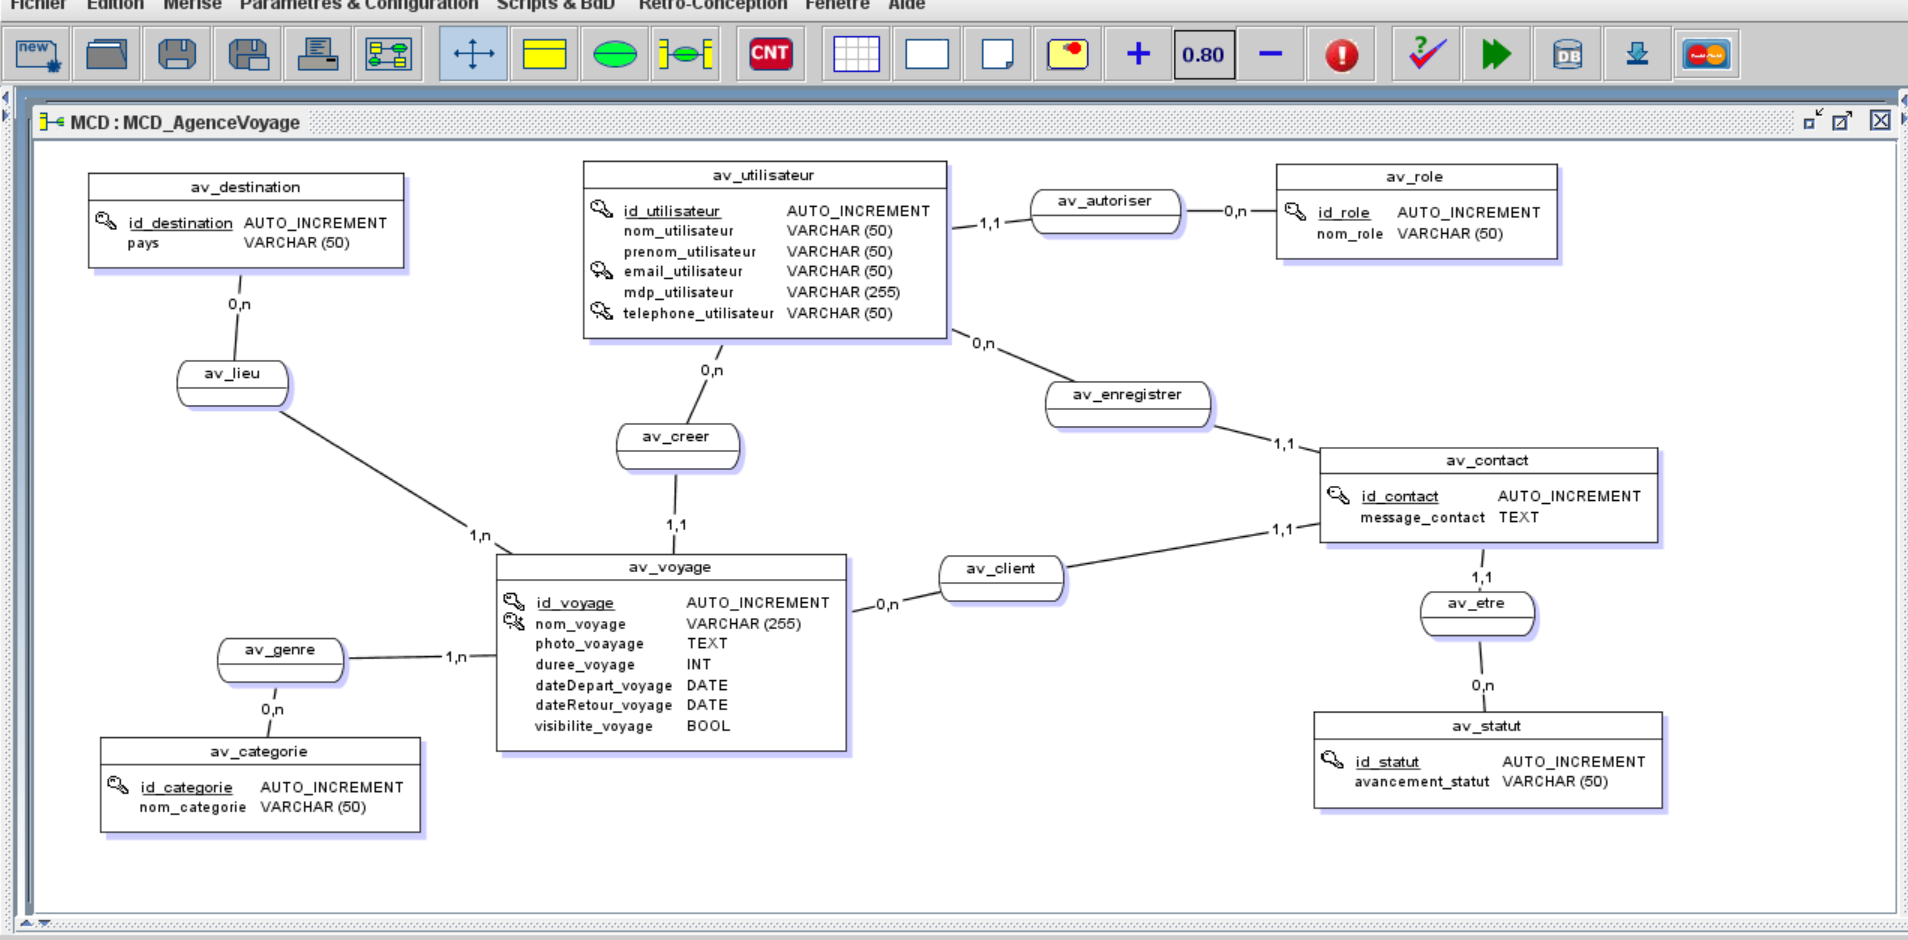 Fichier Edition Merise Paramètres & Configuration Scripts & BdD Rétro-Conception Fenêtre Aide
new CNT 0.80 ? DB
MCD : MCD_AgenceVoyage
av_destination
id_destination AUTO_INCREMENT
pays VARCHAR (50)
av_utilisateur
id_utilisateur AUTO_INCREMENT
nom_utilisateur VARCHAR (50)
prenom_utilisateur VARCHAR (50)
email_utilisateur VARCHAR (50)
mdp_utilisateur VARCHAR (255)
telephone_utilisateur VARCHAR (50)
1,1
av_autoriser
0,n
av_role
id_role AUTO_INCREMENT
nom_role VARCHAR (50)
0,n
av_lieu
1,n
0,n
av_creer
1,1
0,n
av_enregistrer
1,1
av_contact
id_contact AUTO_INCREMENT
message_contact TEXT
av_voyage
id_voyage AUTO_INCREMENT
nom_voyage VARCHAR (255)
photo_voayage TEXT
duree_voyage INT
dateDepart_voyage DATE
dateRetour_voyage DATE
visibilite_voyage BOOL
0,n
av_client
1,1
1,1
av_etre
0,n
av_genre
1,n
0,n
av_categorie
id_categorie AUTO_INCREMENT
nom_categorie VARCHAR (50)
av_statut
id_statut AUTO_INCREMENT
avancement_statut VARCHAR (50)